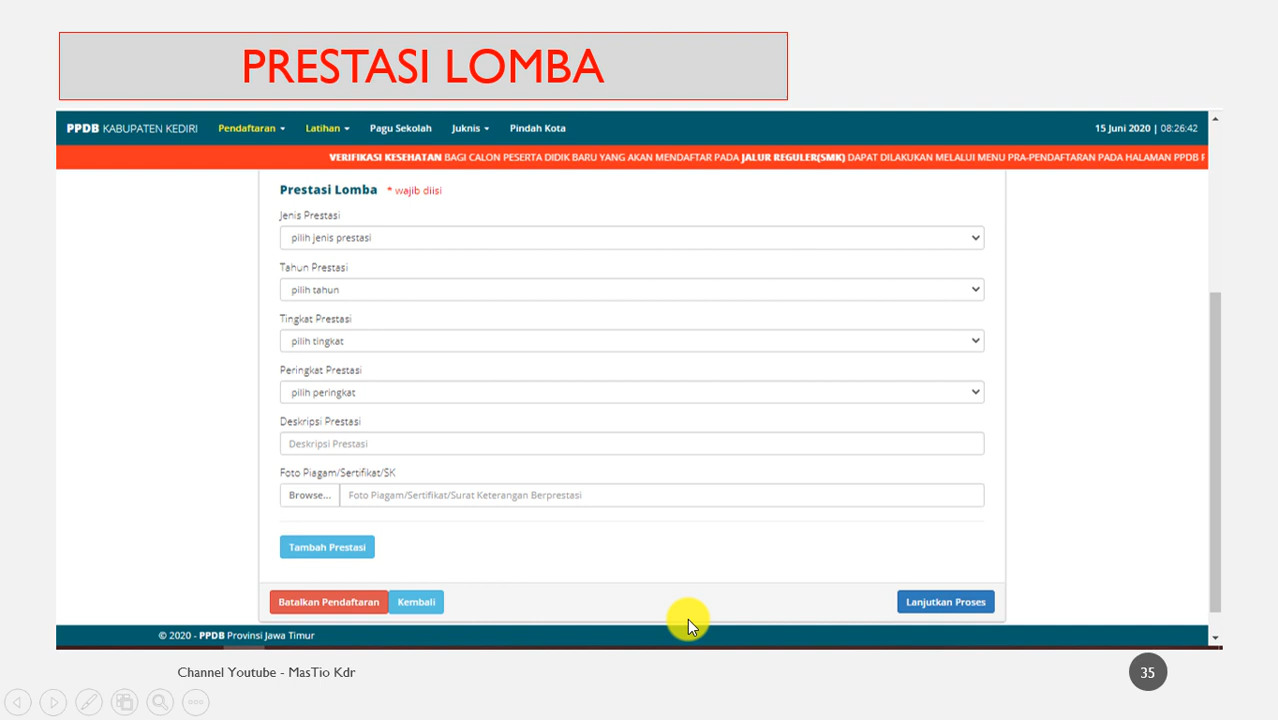 PRESTASI LOMBA
PPDB KABUPATEN KEDIRI Pendaftaran Latihan Pagu Sekolah Juknis Pindah Kota 15 Juni 2020 | 08:26:42
VERIFIKASI KESEHATAN BAGI CALON PESERTA DIDIK BARU YANG AKAN MENDAFTAR PADA JALUR REGULER(SMK) DAPAT DILAKUKAN MELALUI MENU PRA-PENDAFTARAN PADA HALAMAN PPDB
Prestasi Lomba * wajib diisi
Jenis Prestasi
pilih jenis prestasi
Tahun Prestasi
pilih tahun
Tingkat Prestasi
pilih tingkat
Peringkat Prestasi
pilih peringkat
Deskripsi Prestasi
Deskripsi Prestasi
Foto Piagam/Sertifikat/SK
Browse... Foto Piagam/Sertifikat/Surat Keterangan Berprestasi
Tambah Prestasi
Batalkan Pendaftaran Kembali Lanjutkan Proses
© 2020 - PPDB Provinsi Jawa Timur
Channel Youtube - MasTio Kdr 35